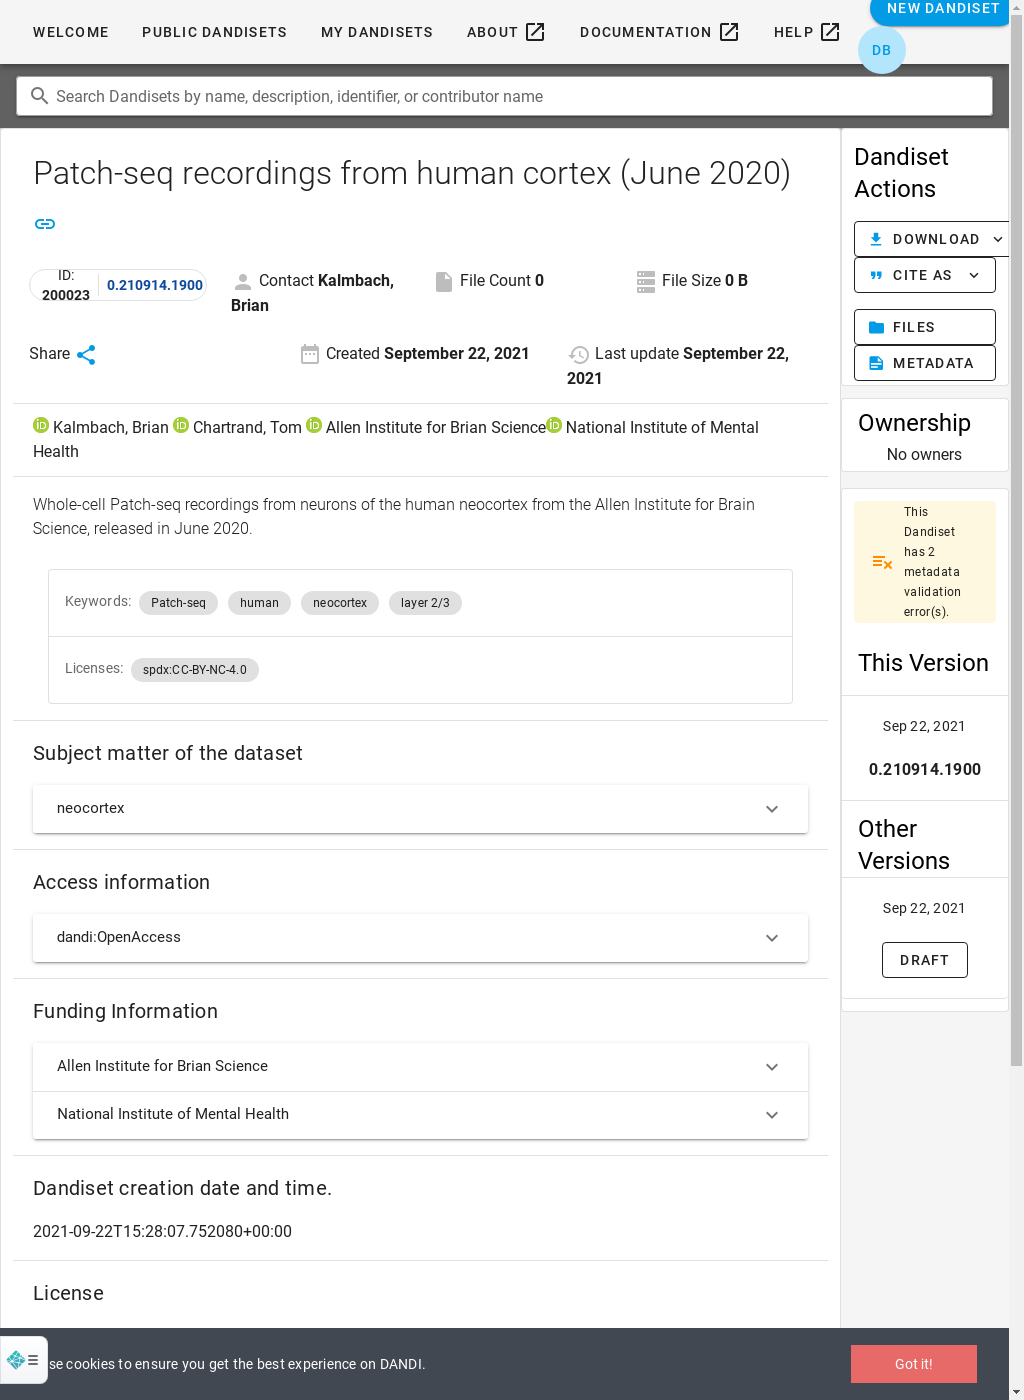 WELCOME PUBLIC DANDISETS MY DANDISETS ABOUT DOCUMENTATION HELP NEW DANDISET
DB
Search Dandisets by name, description, identifier, or contributor name
Patch-seq recordings from human cortex (June 2020)
ID: 200023 0.210914.1900
Contact Kalmbach, Brian
File Count 0
File Size 0 B
Share
Created September 22, 2021
Last update September 22, 2021
iD Kalmbach, Brian iD Chartrand, Tom iD Allen Institute for Brian Science iD National Institute of Mental
Health
Whole-cell Patch-seq recordings from neurons of the human neocortex from the Allen Institute for Brain
Science, released in June 2020.
Keywords: Patch-seq human neocortex layer 2/3
Licenses: spdx:CC-BY-NC-4.0
Subject matter of the dataset
neocortex
Access information
dandi:OpenAccess
Funding Information
Allen Institute for Brian Science
National Institute of Mental Health
Dandiset creation date and time.
2021-09-22T15:28:07.752080+00:00
License
Dandiset
Actions
DOWNLOAD
CITE AS
FILES
METADATA
Ownership
No owners
This
Dandiset
has 2
metadata
validation
error(s).
This Version
Sep 22, 2021
0.210914.1900
Other
Versions
Sep 22, 2021
DRAFT
se cookies to ensure you get the best experience on DANDI.
Got it!